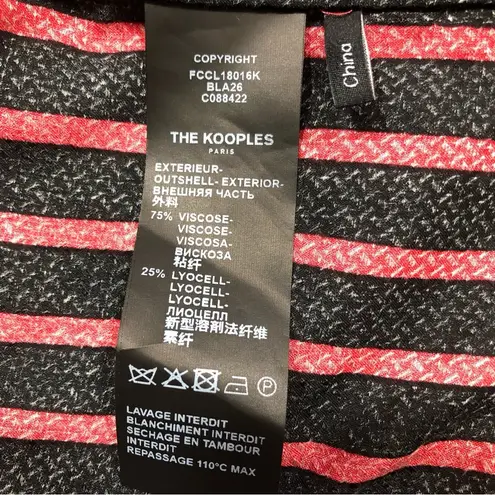 COPYRIGHT
FCCL18016K
BLA26
C088422
China
THE KOOPLES
PARIS
EXTERIEUR-
OUTSHELL- EXTERIOR-
ВНЕШНЯЯ ЧАСТЬ
外料
75% VISCOSE-
VISCOSE-
VISCOSA-
ВИСКОЗА
粘纤
25% LYOCELL-
LYOCELL-
LYOCELL-
ЛИОЦЕЛЛ
新型溶剂法纤维
素纤
P
LAVAGE INTERDIT
BLANCHIMENT INTERDIT
SECHAGE EN TAMBOUR
INTERDIT
REPASSAGE 110°C MAX